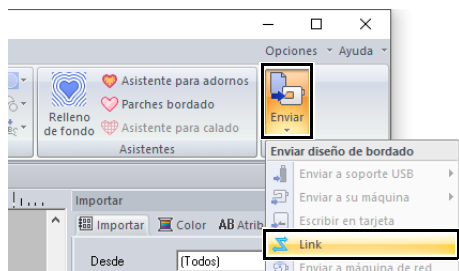 Opciones Ayuda
Asistente para adornos
Parches bordado
Asistente para calado
Relleno
de fondo
Asistentes
Enviar
Enviar diseño de bordado
Enviar a soporte USB
Enviar a su máquina
Escribir en tarjeta
Link
Enviar a máquina de red
Importar
Importar Color AB Atrib
Desde (Todos)